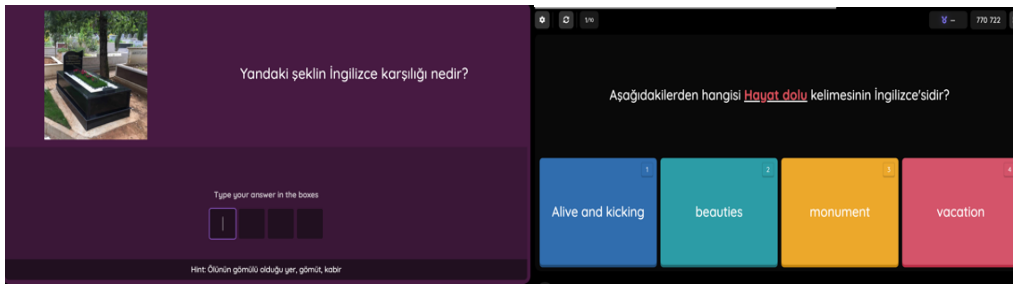 Yandaki şeklin İngilizce karşılığı nedir?
Type your answer in the boxes
Hint: Ölünün gömülü olduğu yer, gömüt, kabir
1/10
770 722
Aşağıdakilerden hangisi Hayat dolu kelimesinin İngilizce'sidir?
1
Alive and kicking
2
beauties
3
monument
4
vacation